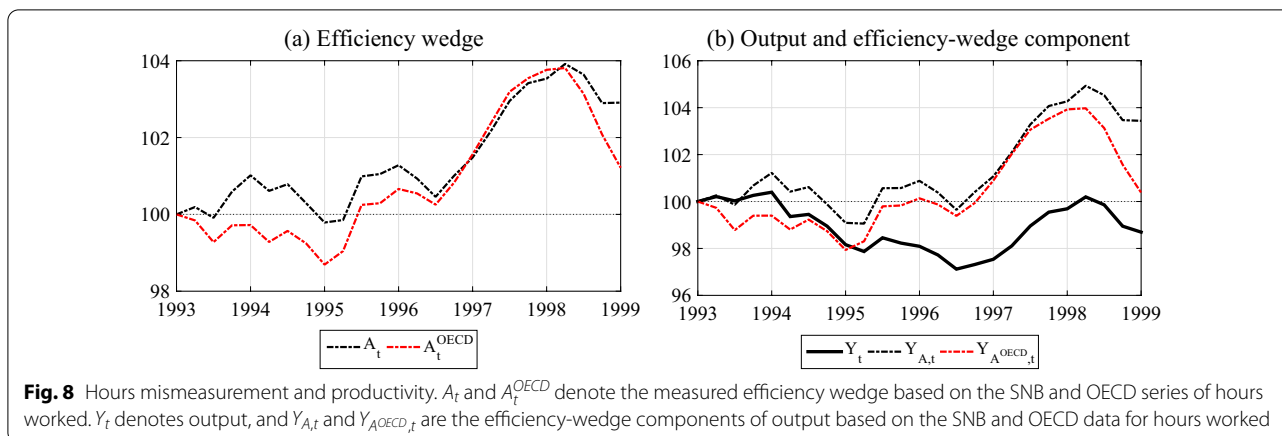 (a) Efficiency wedge
104
102
100
98
1993 1994 1995 1996 1997 1998 1999
A_t A_t^OECD
(b) Output and efficiency-wedge component
106
104
102
100
98
96
1993 1994 1995 1996 1997 1998 1999
Y_t Y_A,t Y_A^OECD,t
Fig. 8 Hours mismeasurement and productivity. A_t and A_t^OECD denote the measured efficiency wedge based on the SNB and OECD series of hours
worked. Y_t denotes output, and Y_A,t and Y_A^OECD,t are the efficiency-wedge components of output based on the SNB and OECD data for hours worked